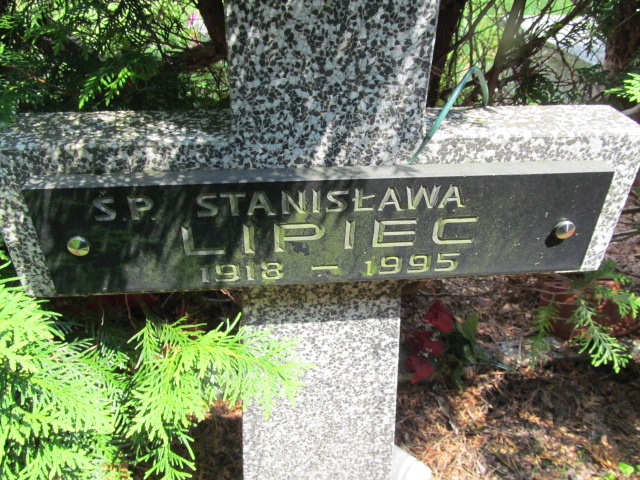 Ś.P. STANISŁAWA
LIPIEC
1918 – 1995